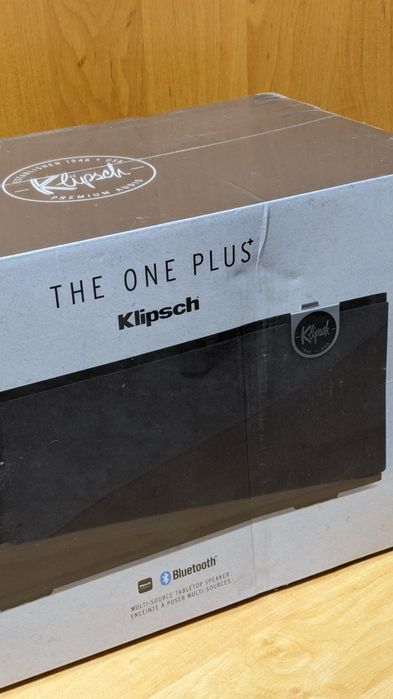 ESTABLISHED 1946 • USA
Klipsch
PREMIUM AUDIO
THE ONE PLUS+
Klipsch
Klipsch
Bluetooth
MULTI-SOURCE TABLETOP SPEAKER
ENCEINTE À POSER MULTI-SOURCES